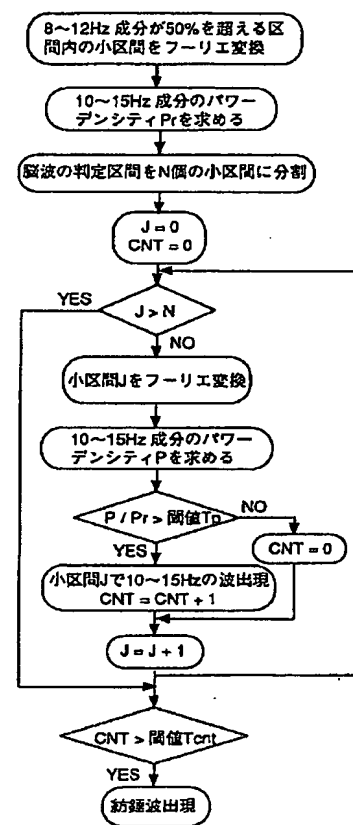 8～12Hz 成分が50%を超える区
間内の小区間をフーリエ変換
10～15Hz 成分のパワー
デンシティPrを求める
脳波の判定区間をN個の小区間に分割
J＝0
CNT＝0
YES
J＞N
NO
小区間Jをフーリエ変換
10～15Hz成分のパワー
デンシティPを求める
P / Pr＞閾値Tp
NO
YES
CNT＝0
小区間Jで10～15Hzの波出現
CNT＝CNT＋1
J＝J＋1
CNT＞閾値Tcnt
YES
紡錘波出現